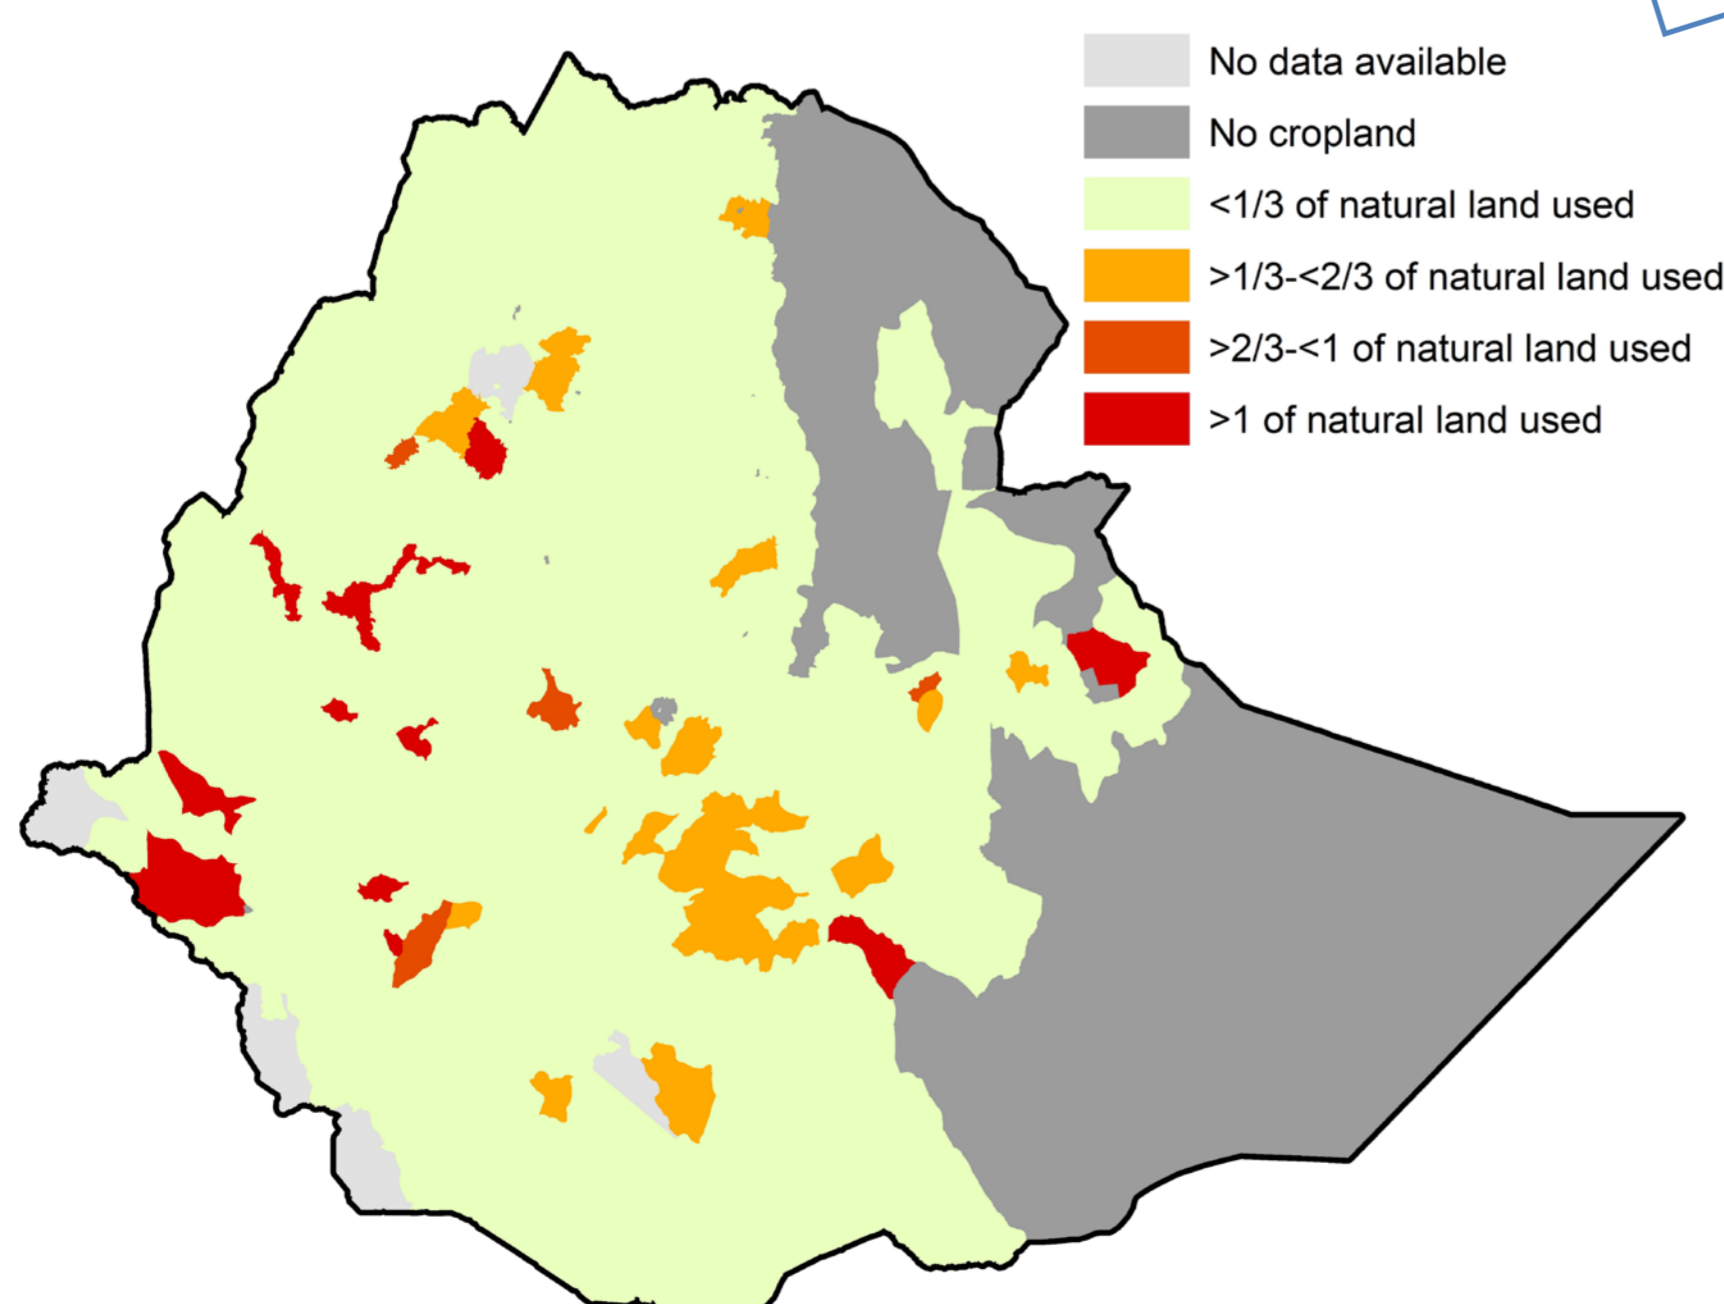 No data available
No cropland
<1/3 of natural land used
>1/3-<2/3 of natural land used
>2/3-<1 of natural land used
>1 of natural land used